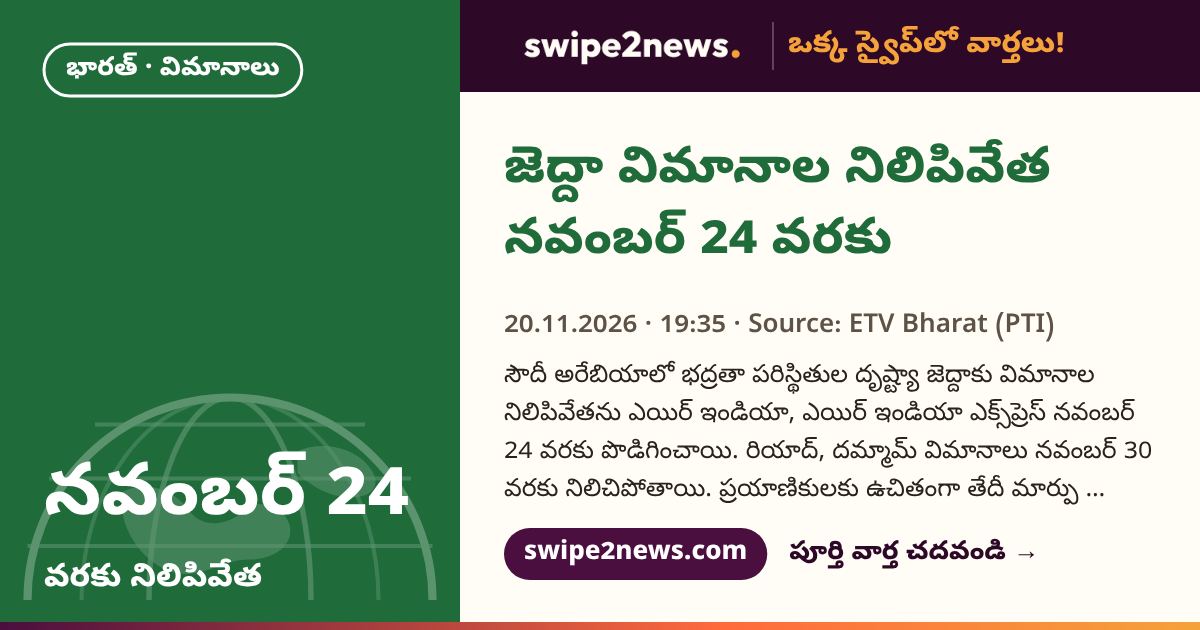 భారత్ · విమానాలు
నవంబర్ 24
వరకు నిలిపివేత
swipe2news.
ఒక్క స్వైప్‌లో వార్తలు!
జెద్దా విమానాల నిలిపివేత
నవంబర్ 24 వరకు
20.11.2026 · 19:35 · Source: ETV Bharat (PTI)
సౌదీ అరేబియాలో భద్రతా పరిస్థితుల దృష్ట్యా జెద్దాకు విమానాల
నిలిపివేతను ఎయిర్ ఇండియా, ఎయిర్ ఇండియా ఎక్స్‌ప్రెస్ నవంబర్
24 వరకు పొడిగించాయి. రియాద్, దమ్మామ్ విమానాలు నవంబర్ 30
వరకు నిలిచిపోతాయి. ప్రయాణికులకు ఉచితంగా తేదీ మార్పు ...
swipe2news.com
పూర్తి వార్త చదవండి →